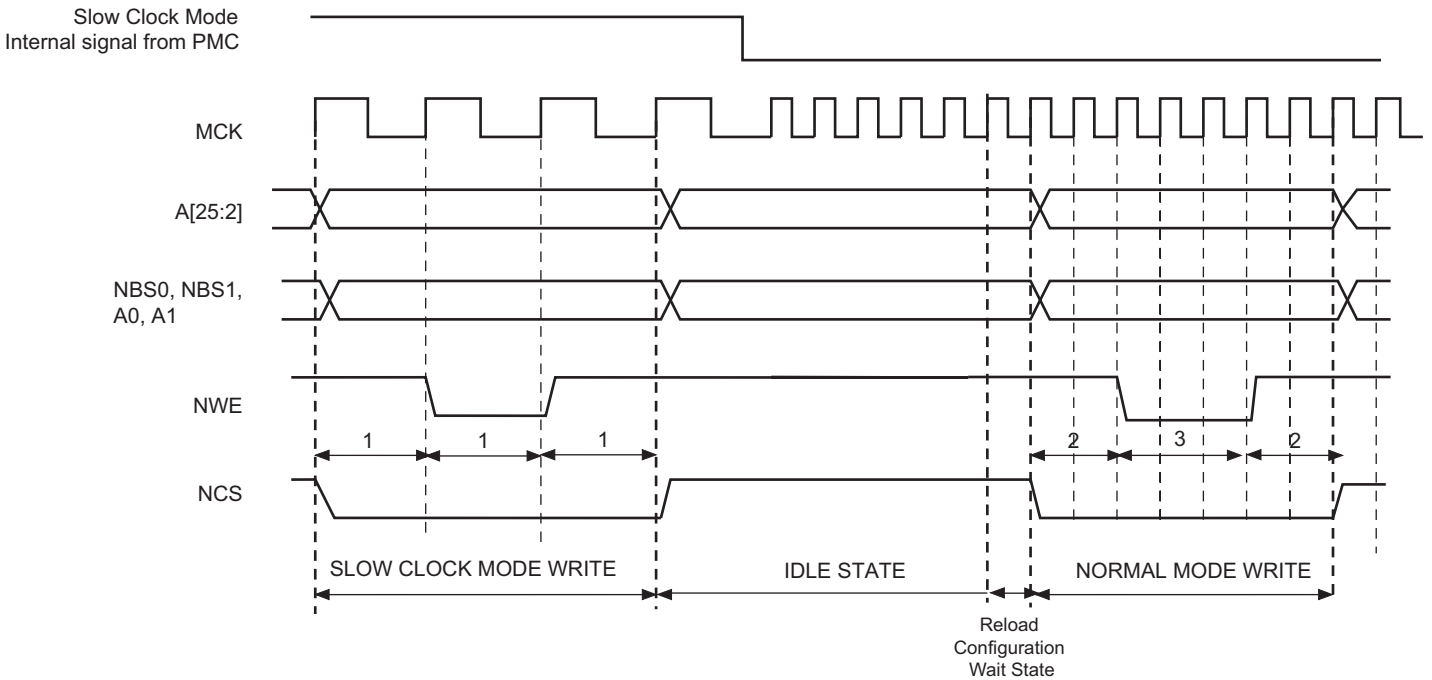 Slow Clock Mode
Internal signal from PMC
MCK
A[25:2]
NBS0, NBS1,
A0, A1
NWE
1 1 1 2 3 2
NCS
SLOW CLOCK MODE WRITE IDLE STATE NORMAL MODE WRITE
Reload
Configuration
Wait State